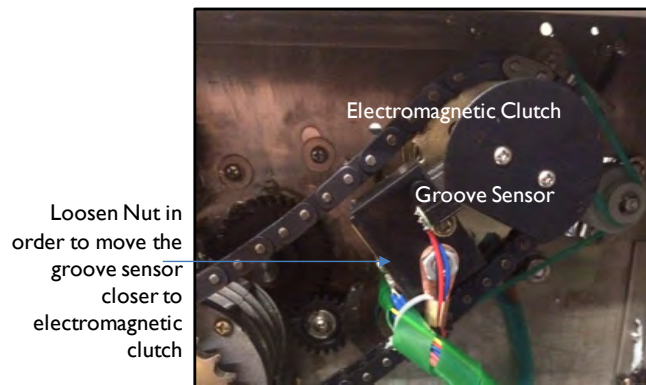 Electromagnetic Clutch
Groove Sensor
Loosen Nut in
order to move the
groove sensor
closer to
electromagnetic
clutch